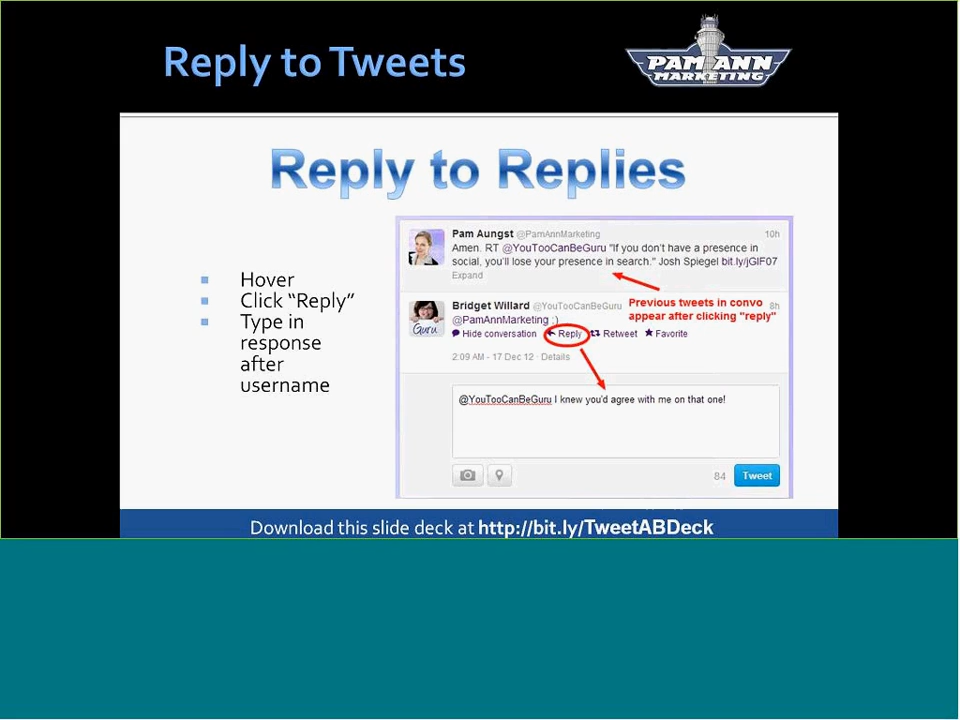 Reply to Tweets
PAM ANN
MARKETING
Reply to Replies
Hover
Click “Reply”
Type in
response
after
username
Pam Aungst @PamAnnMarketing 10h
Amen. RT @YouTooCanBeGuru "If you don't have a presence in
social, you'll lose your presence in search." Josh Spiegel bit.ly/jGIF07
Expand
Previous tweets in convo
appear after clicking "reply"
Bridget Willard @YouTooCanBeGuru 8h
Guru
@PamAnnMarketing :)
Hide conversation Reply Retweet Favorite
2:09 AM - 17 Dec 12 · Details
@YouTooCanBeGuru I knew you'd agree with me on that one!
84 Tweet
Download this slide deck at http://bit.ly/TweetABDeck